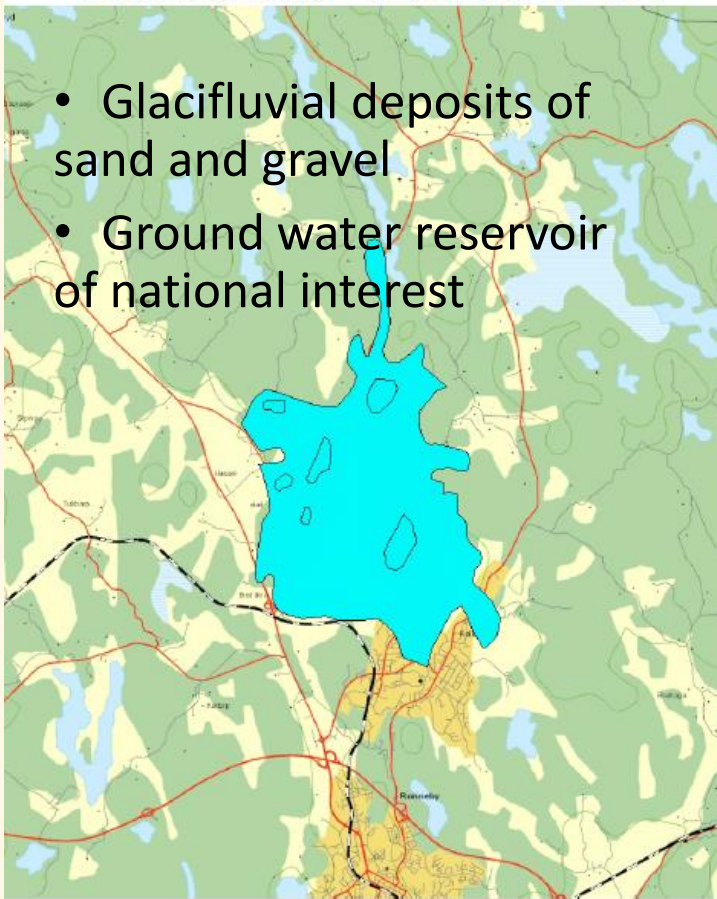 • Glacifluvial deposits of
sand and gravel
• Ground water reservoir
of national interest
Ronneby